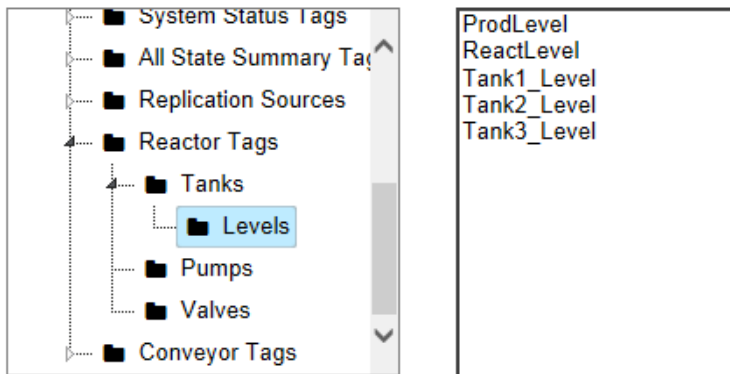 System Status Tags
All State Summary Ta
Replication Sources
Reactor Tags
Tanks
Levels
Pumps
Valves
Conveyor Tags
ProdLevel
ReactLevel
Tank1_Level
Tank2_Level
Tank3_Level